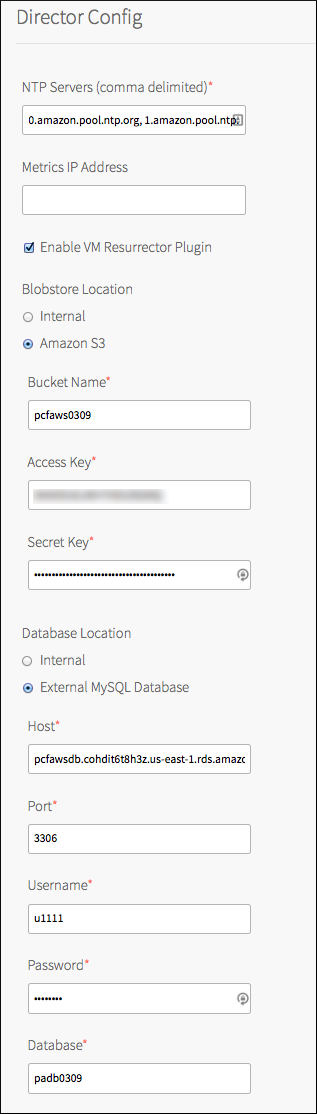 Director Config
NTP Servers (comma delimited)*
0.amazon.pool.ntp.org, 1.amazon.pool.ntp.
Metrics IP Address
Enable VM Resurrector Plugin
Blobstore Location
Internal
Amazon S3
Bucket Name*
pcfaws0309
Access Key*
Secret Key*
••••••••••••••••••••••••••••••••••••••••
Database Location
Internal
External MySQL Database
Host*
pcfawsdb.cohdit6t8h3z.us-east-1.rds.amazo
Port*
3306
Username*
u1111
Password*
••••••••
Database*
padb0309